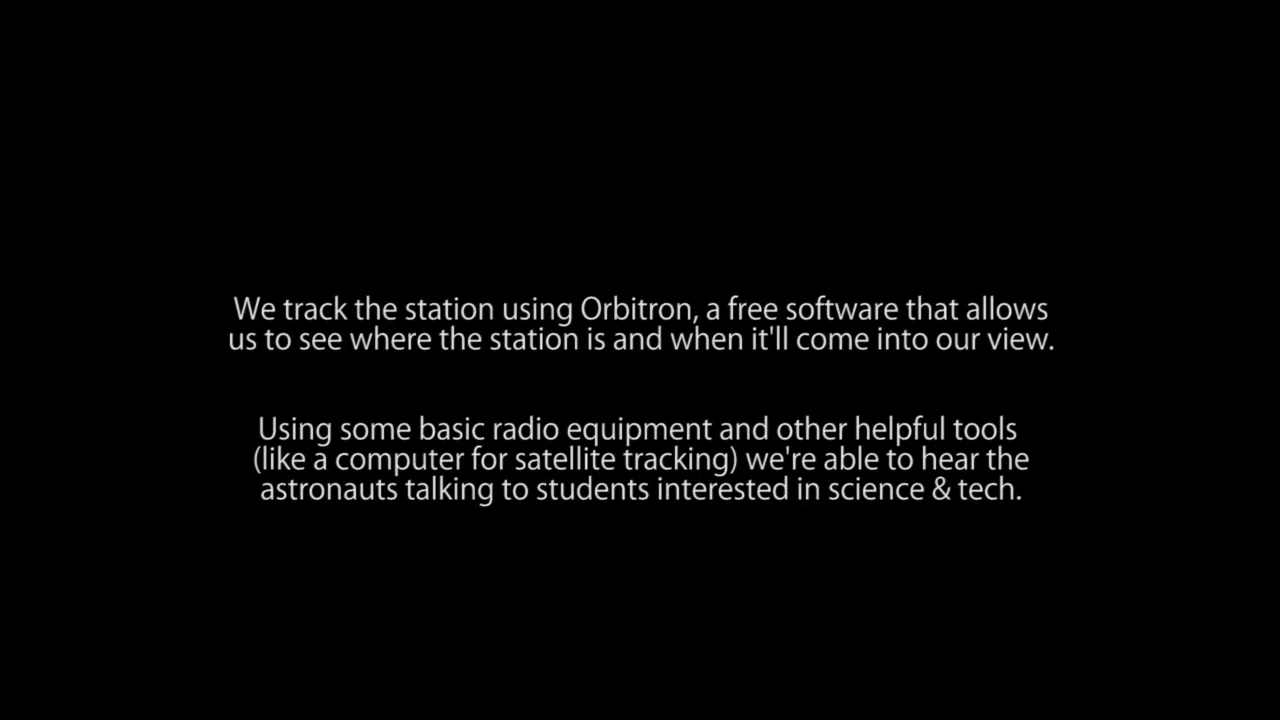 We track the station using Orbitron, a free software that allows
us to see where the station is and when it'll come into our view.
Using some basic radio equipment and other helpful tools
(like a computer for satellite tracking) we're able to hear the
astronauts talking to students interested in science & tech.